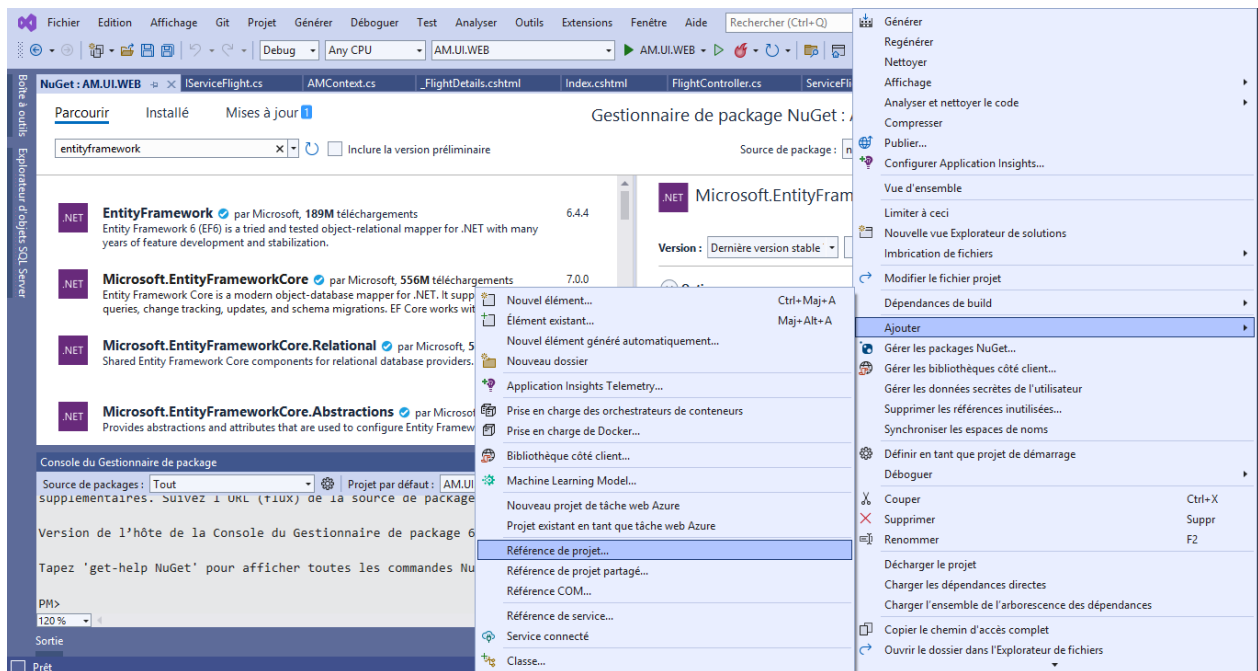 Fichier Edition Affichage Git Projet Générer Déboguer Test Analyser Outils Extensions Fenêtre Aide Rechercher (Ctrl+Q)
Debug Any CPU AM.UI.WEB AM.UI.WEB
Boîte à outils
Explorateur d'objets SQL Server
NuGet : AM.UI.WEB IServiceFlight.cs AMContext.cs _FlightDetails.cshtml Index.cshtml FlightController.cs ServiceFli
Parcourir Installé Mises à jour 1
Gestionnaire de package NuGet :
entityframework
Inclure la version préliminaire
Source de package : n
.NET
EntityFramework par Microsoft, 189M téléchargements 6.4.4
Entity Framework 6 (EF6) is a tried and tested object-relational mapper for .NET with many
years of feature development and stabilization.
.NET
Microsoft.EntityFrameworkCore par Microsoft, 556M téléchargements 7.0.0
Entity Framework Core is a modern object-database mapper for .NET. It supp
queries, change tracking, updates, and schema migrations. EF Core works wit
.NET
Microsoft.EntityFrameworkCore.Relational par Microsoft, 5
Shared Entity Framework Core components for relational database providers.
.NET
Microsoft.EntityFrameworkCore.Abstractions par Microsof
Provides abstractions and attributes that are used to configure Entity Framew
.NET
Microsoft.EntityFram
Version : Dernière version stable
Console du Gestionnaire de package
Source de packages : Tout Projet par défaut : AM.UI
supplémentaires. Suivez l'URL (flux) de la source de package
Version de l’hôte de la Console du Gestionnaire de package 6
Tapez 'get-help NuGet' pour afficher toutes les commandes Nu
PM>
120 %
Sortie
Prêt
Nouvel élément... Ctrl+Maj+A
Élément existant... Maj+Alt+A
Nouvel élément généré automatiquement...
Nouveau dossier
Application Insights Telemetry...
Prise en charge des orchestrateurs de conteneurs
Prise en charge de Docker...
Bibliothèque côté client...
Machine Learning Model...
Nouveau projet de tâche web Azure
Projet existant en tant que tâche web Azure
Référence de projet...
Référence de projet partagé...
Référence COM...
Référence de service...
Service connecté
Classe...
Générer
Regénérer
Nettoyer
Affichage
Analyser et nettoyer le code
Compresser
Publier...
Configurer Application Insights...
Vue d'ensemble
Limiter à ceci
Nouvelle vue Explorateur de solutions
Imbrication de fichiers
Modifier le fichier projet
Dépendances de build
Ajouter
Gérer les packages NuGet...
Gérer les bibliothèques côté client...
Gérer les données secrètes de l'utilisateur
Supprimer les références inutilisées...
Synchroniser les espaces de noms
Définir en tant que projet de démarrage
Déboguer
Couper Ctrl+X
Supprimer Suppr
Renommer F2
Décharger le projet
Charger les dépendances directes
Charger l'ensemble de l'arborescence des dépendances
Copier le chemin d'accès complet
Ouvrir le dossier dans l'Explorateur de fichiers